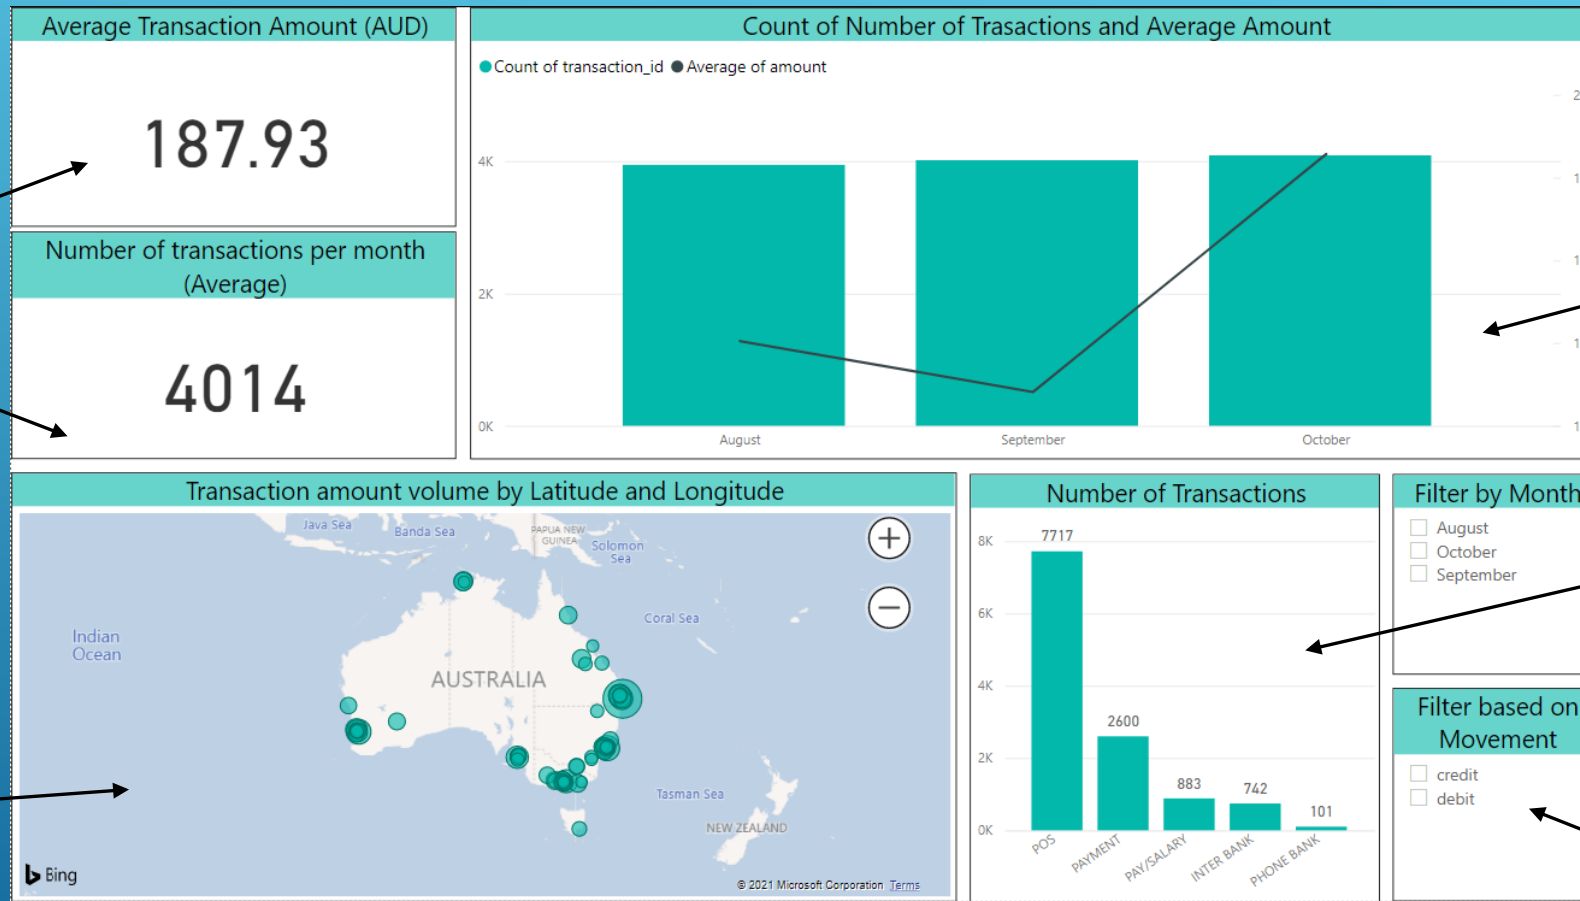 Average Transaction Amount (AUD)
187.93
Number of transactions per month
(Average)
4014
Count of Number of Trasactions and Average Amount
Count of transaction_id Average of amount
4K
2K
0K
August September October
Transaction amount volume by Latitude and Longitude
Java Sea
Banda Sea
PAPUA NEW
GUINEA
Solomon
Sea
Coral Sea
Indian
Ocean
AUSTRALIA
Tasman Sea
NEW ZEALAND
Bing
© 2021 Microsoft Corporation Terms
Number of Transactions
8K
6K
4K
2K
0K
7717
2600
883
742
101
POS
PAYMENT
PAY/SALARY
INTER BANK
PHONE BANK
Filter by Month
August
October
September
Filter based on
Movement
credit
debit